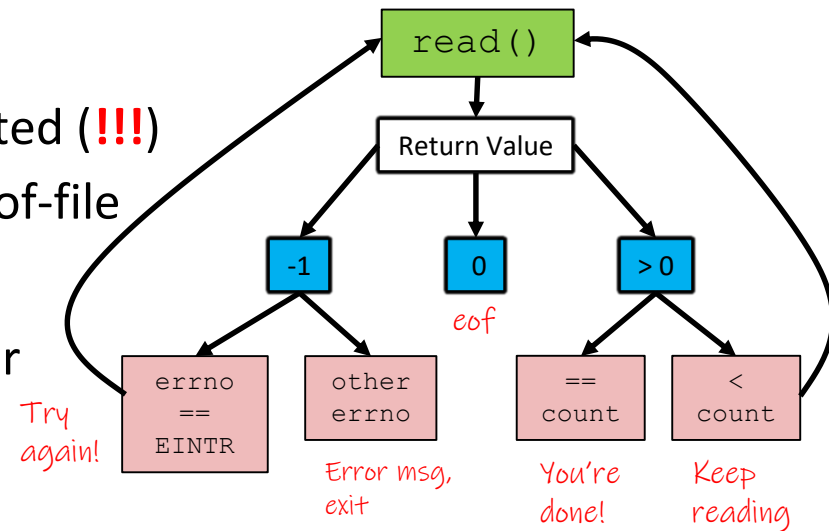 read()
ted (!!!)
Return Value
of-file
-1
0
> 0
eof
r
errno
==
EINTR
other
errno
==
count
<
count
Try
again!
Error msg,
exit
You're
done!
Keep
reading